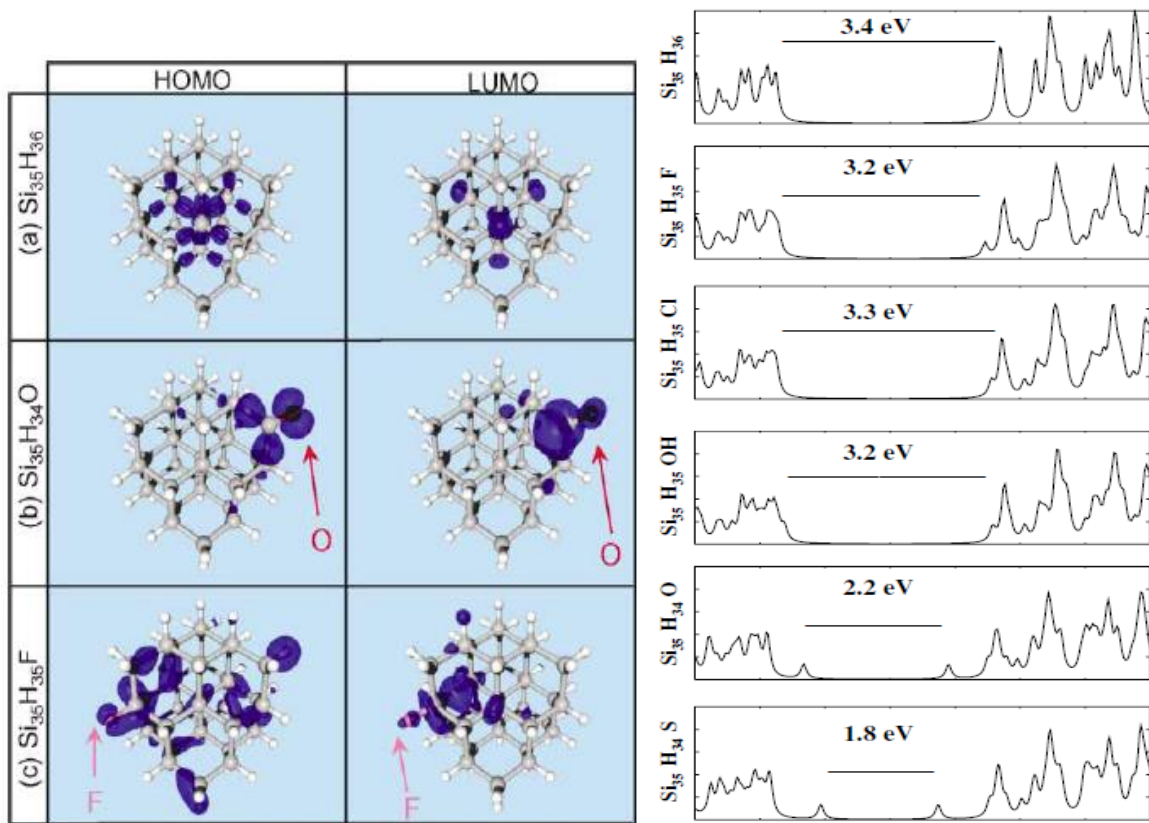 HOMO LUMO
(a) Si35H36
(b) Si35H34O
O
O
(c) Si35H35F
F
F
Si35 H36
3.4 eV
Si35 H35 F
3.2 eV
Si35 H35 Cl
3.3 eV
Si35 H35 OH
3.2 eV
Si35 H34 O
2.2 eV
Si35 H34 S
1.8 eV